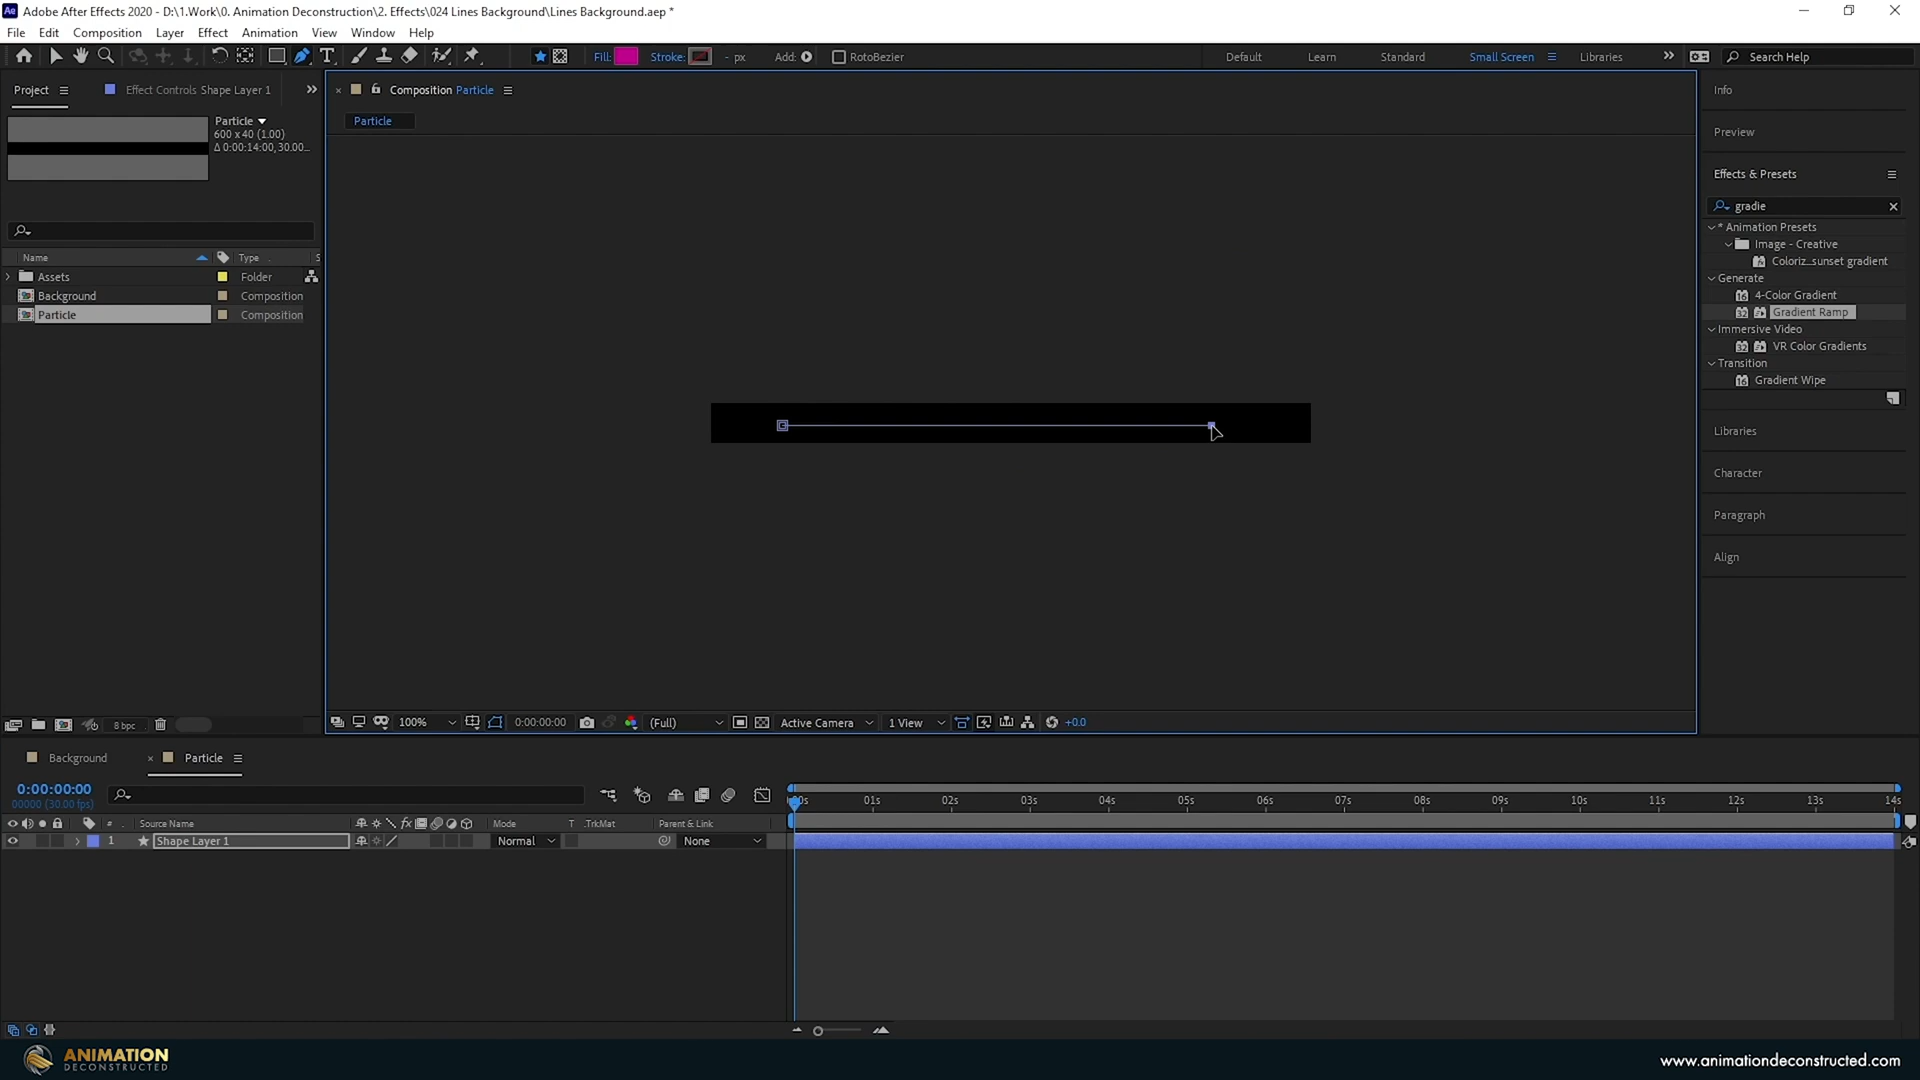 Adobe After Effects 2020 - D:\1.Work\0. Animation Deconstruction\2. Effects\024 Lines Background\Lines Background.aep *
File Edit Composition Layer Effect Animation View Window Help
Fill: Stroke: - px Add: RotoBezier Default Learn Standard Small Screen Libraries Search Help
Project Effect Controls Shape Layer 1
Composition Particle
Info
Particle
Particle
600 x 40 (1.00)
Δ 0:00:14:00, 30.00...
Preview
Effects & Presets
gradie
* Animation Presets
Image - Creative
Coloriz...sunset gradient
Generate
4-Color Gradient
Gradient Ramp
Immersive Video
VR Color Gradients
Transition
Gradient Wipe
Libraries
Character
Paragraph
Align
Name Type S
Assets Folder
Background Composition
Particle Composition
8 bpc
100% 0:00:00:00 (Full) Active Camera 1 View +0.0
Background Particle
0:00:00:00
00000 (30.00 fps)
01s 02s 03s 04s 05s 06s 07s 08s 09s 10s 11s 12s 13s 14s
# Source Name Mode T .TrkMat Parent & Link
1 Shape Layer 1 Normal None
ANIMATION
DECONSTRUCTED
www.animationdeconstructed.com